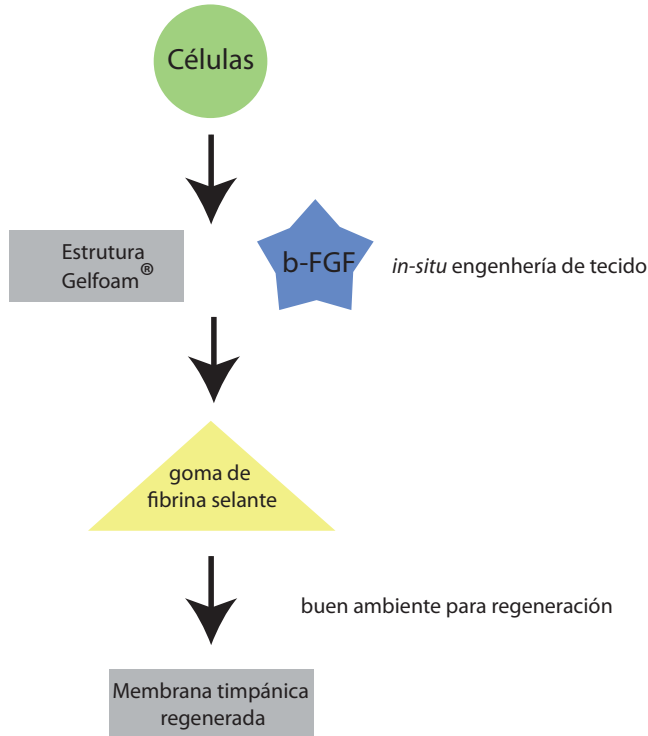 Células
Estrutura
Gelfoam®
b-FGF
in-situ engenhería de tecido
goma de
fibrina selante
buen ambiente para regeneración
Membrana timpánica
regenerada